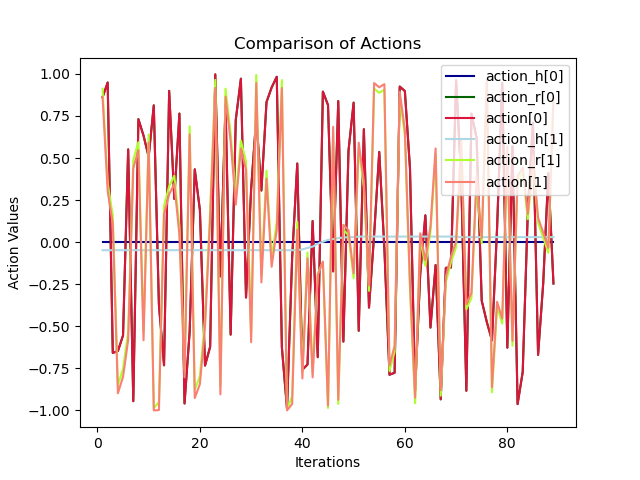 Comparison of Actions
action_h[0]
action_r[0]
action[0]
action_h[1]
action_r[1]
action[1]
Action Values
1.00
0.75
0.50
0.25
0.00
−0.25
−0.50
−0.75
−1.00
0 20 40 60 80
Iterations